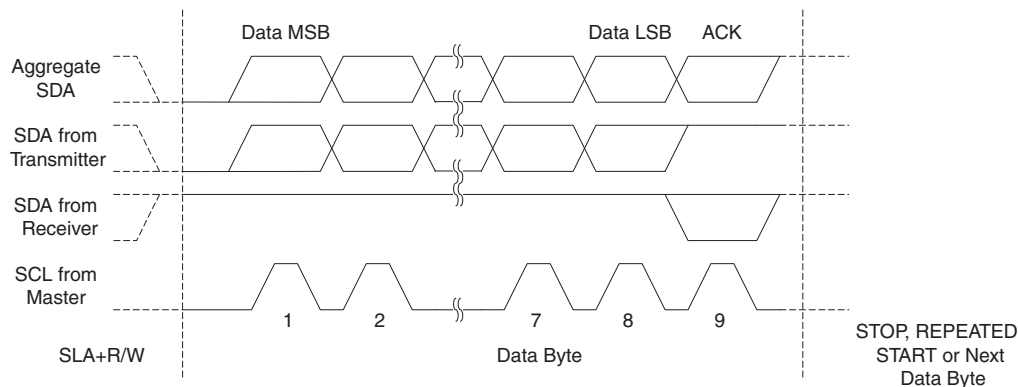 Data MSB
Data LSB
ACK
Aggregate
SDA
SDA from
Transmitter
SDA from
Receiver
SCL from
Master
1
2
7
8
9
SLA+R/W
Data Byte
STOP, REPEATED
START or Next
Data Byte